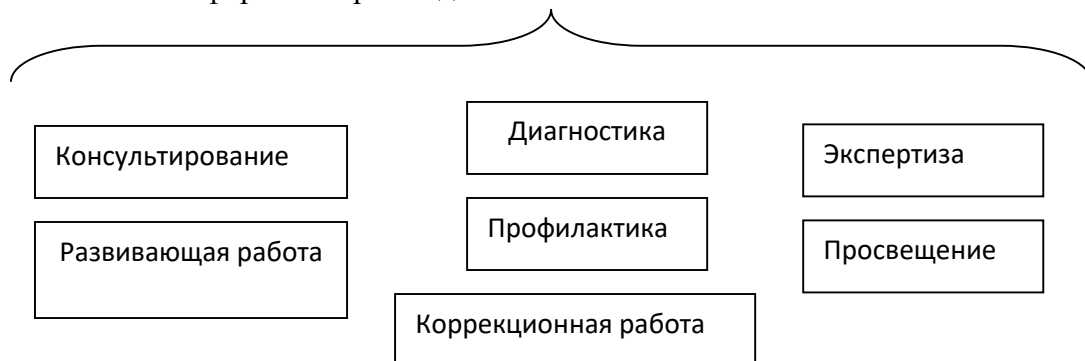 Диагностика
Консультирование
Экспертиза
Профилактика
Развивающая работа
Просвещение
Коррекционная работа